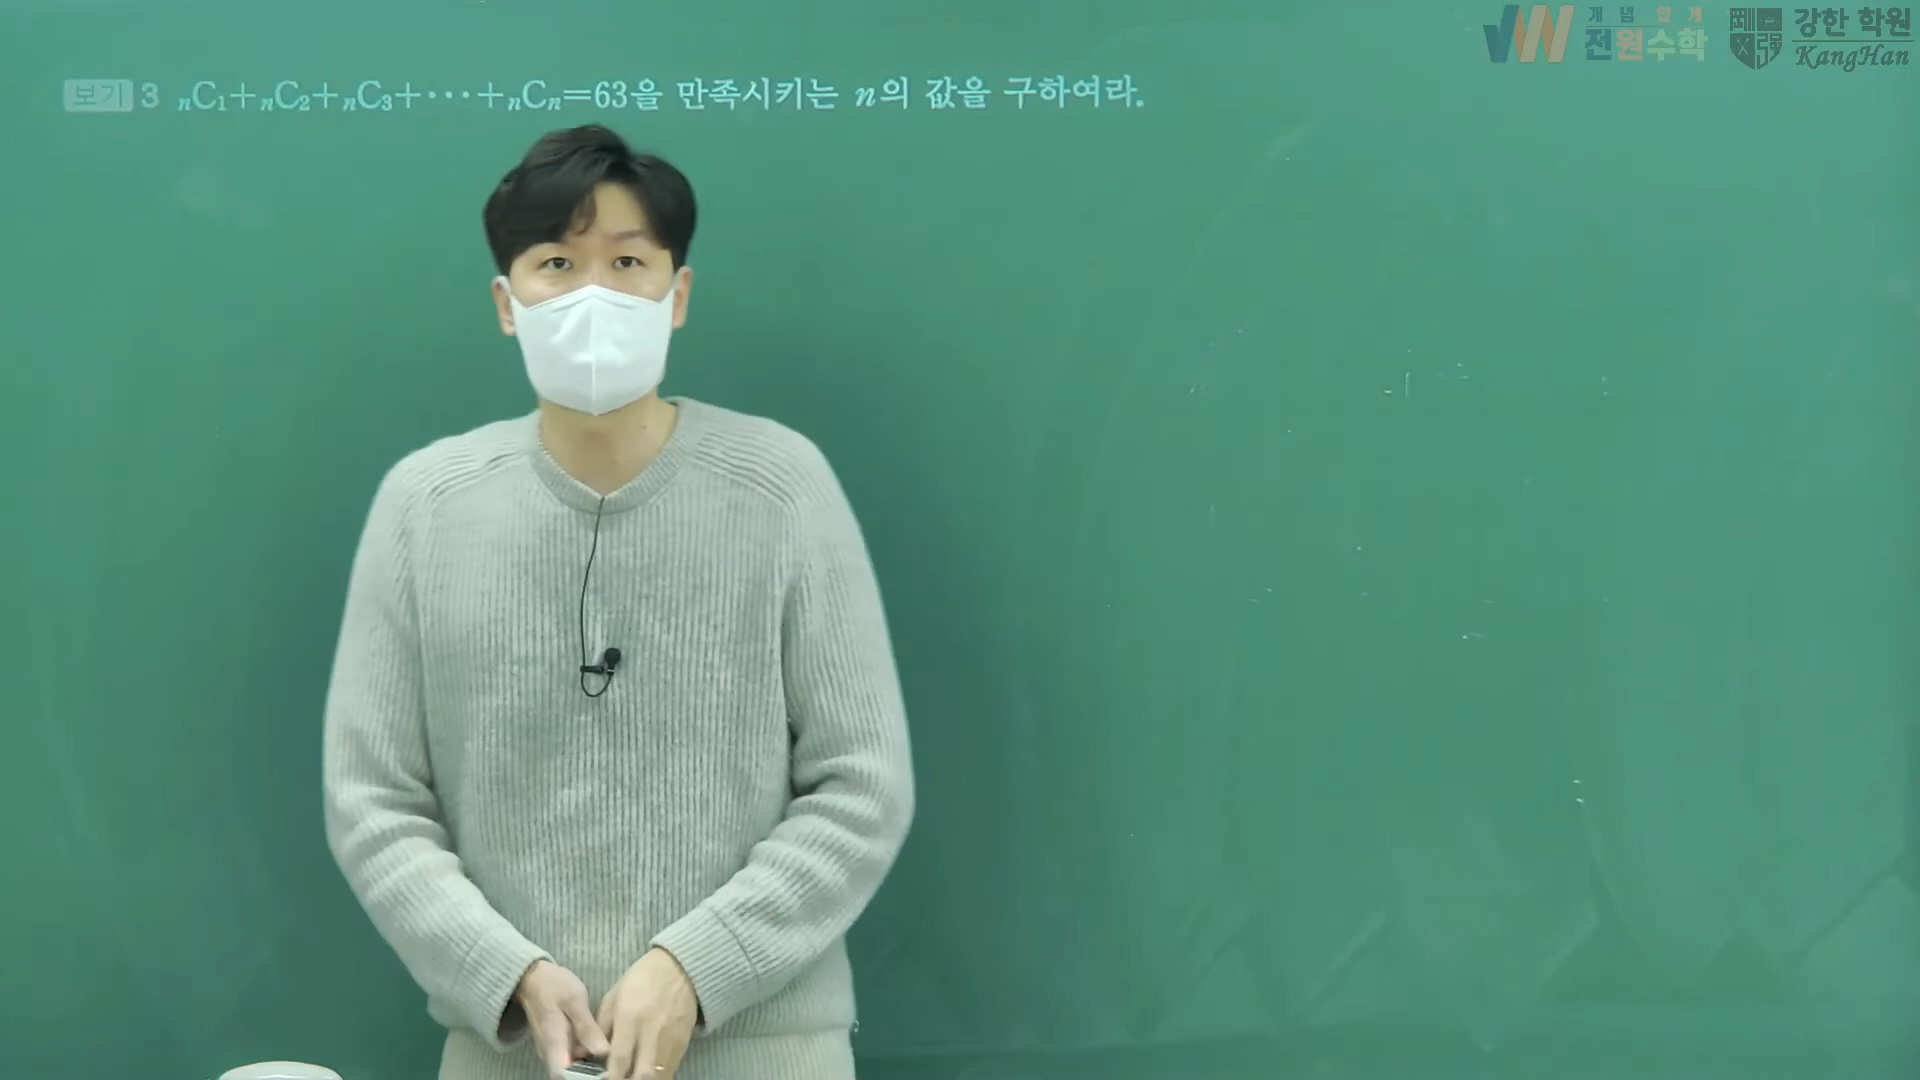 개념있게
전원수학
강한 학원
KangHan
보기 3 ₙC₁+ₙC₂+ₙC₃+···+ₙCₙ=63을 만족시키는 n의 값을 구하여라.